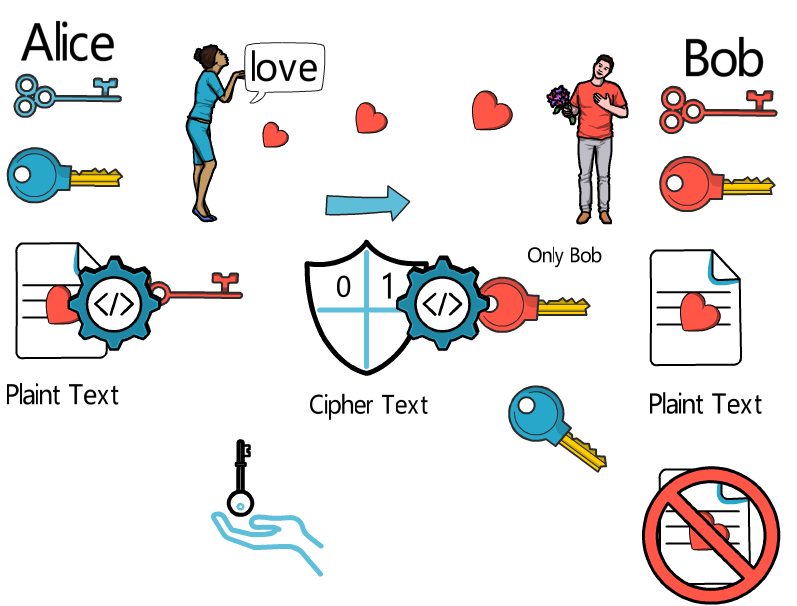 Alice
love
Bob
Only Bob
</>
0 1
</>
Plaint Text
Cipher Text
Plaint Text